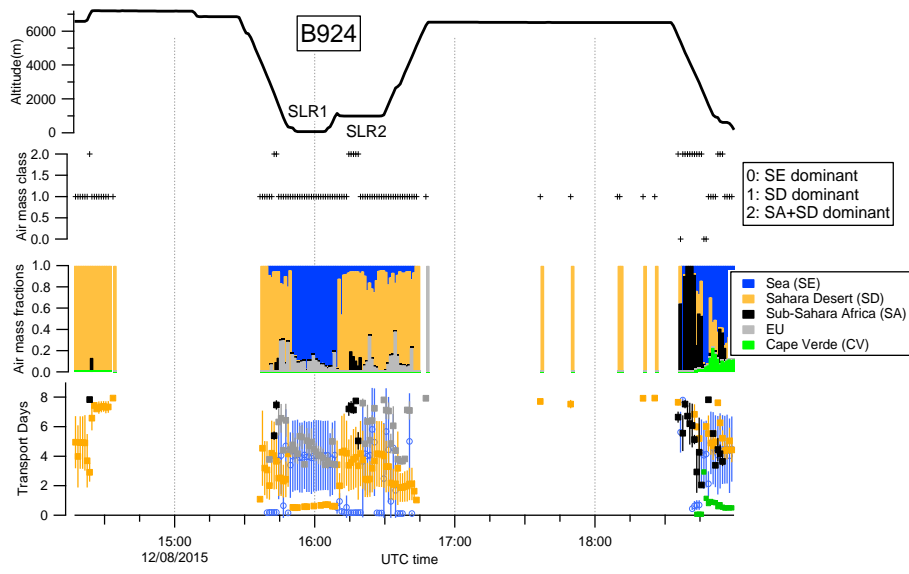 B924
Altitude(m)
6000
4000
2000
0
SLR1
SLR2
Air mass class
2.0
1.5
1.0
0.5
0.0
0: SE dominant
1: SD dominant
2: SA+SD dominant
Air mass fractions
1.0
0.8
0.6
0.4
0.2
0.0
Sea (SE)
Sahara Desert (SD)
Sub-Sahara Africa (SA)
EU
Cape Verde (CV)
Transport Days
8
6
4
2
0
15:00 16:00 17:00 18:00
12/08/2015
UTC time